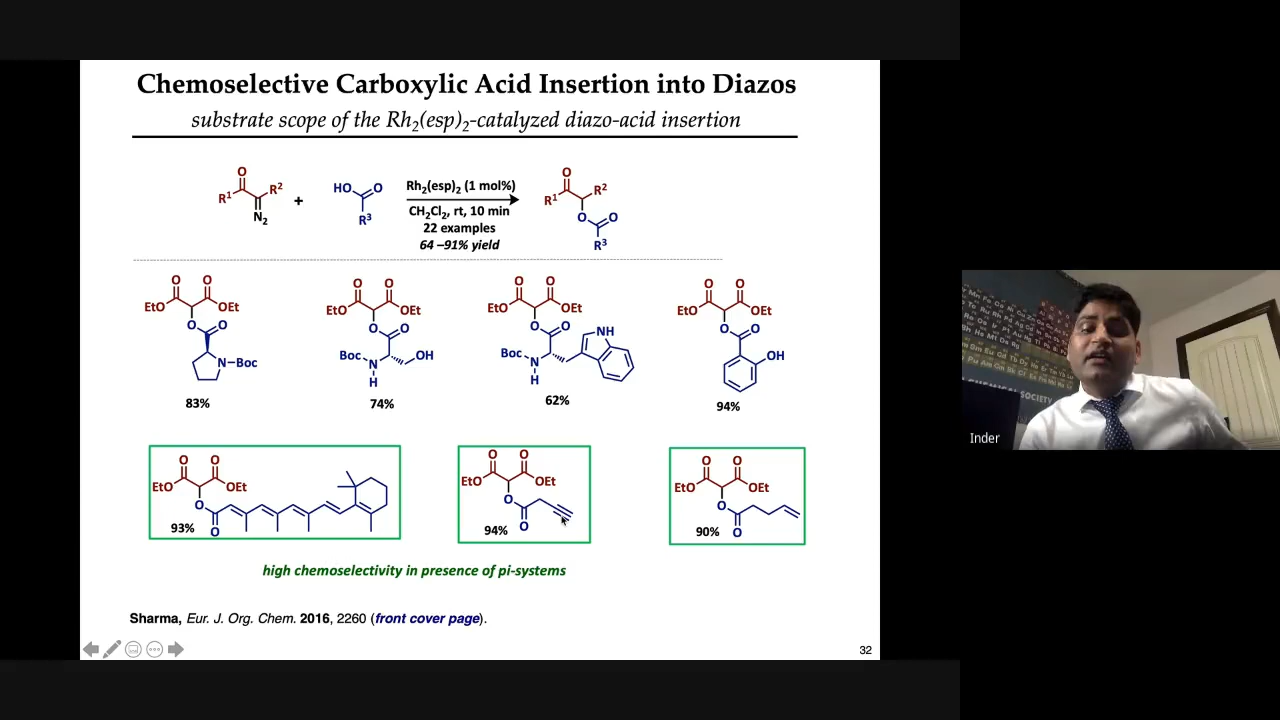 Chemoselective Carboxylic Acid Insertion into Diazos
substrate scope of the Rh2(esp)2-catalyzed diazo-acid insertion
O
R1
R2
N2
+
HO
O
R3
Rh2(esp)2 (1 mol%)
CH2Cl2, rt, 10 min
22 examples
64 –91% yield
O
R1
R2
O
O
R3
O O
EtO OEt
O
O
N–Boc
83%
O O
EtO OEt
O
O
Boc
N
H
OH
74%
O O
EtO OEt
O
O
Boc
N
H
NH
62%
O O
EtO OEt
O
O
OH
94%
O O
EtO OEt
O
O
93%
O O
EtO OEt
O
O
94%
O O
EtO OEt
O
O
90%
high chemoselectivity in presence of pi-systems
Sharma, Eur. J. Org. Chem. 2016, 2260 (front cover page).
32
Inder